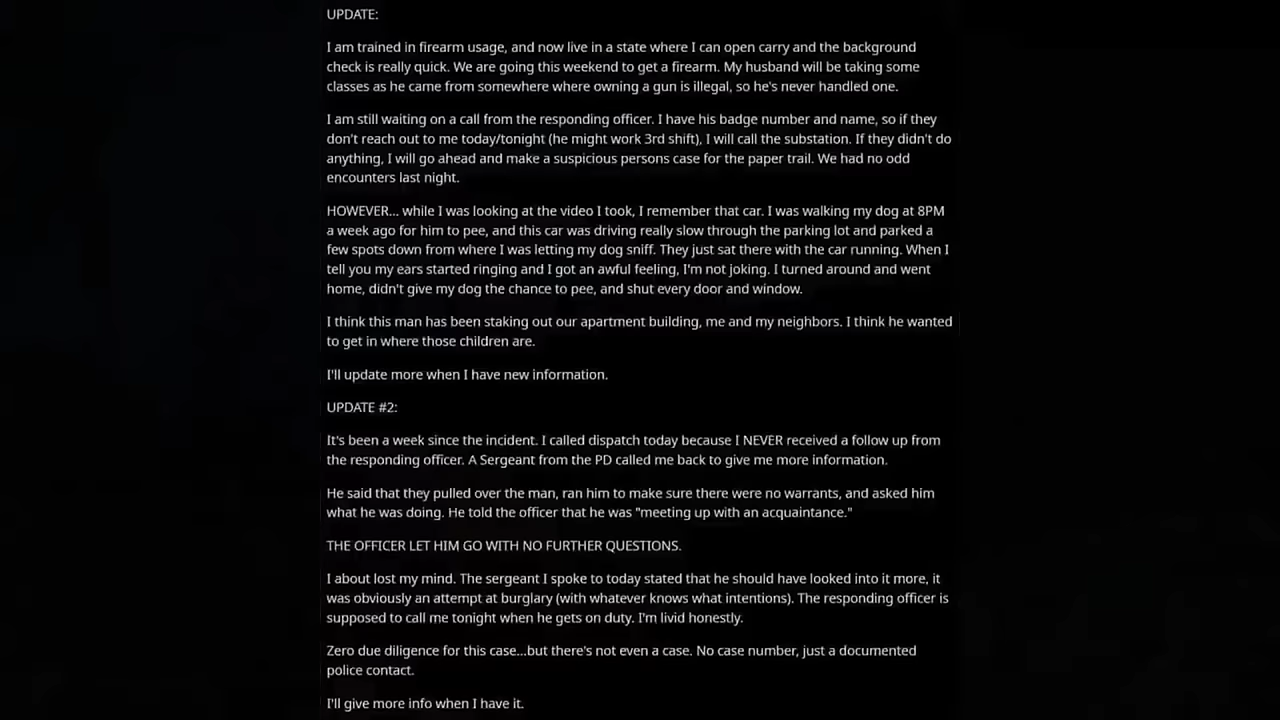 UPDATE:
I am trained in firearm usage, and now live in a state where I can open carry and the background
check is really quick. We are going this weekend to get a firearm. My husband will be taking some
classes as he came from somewhere where owning a gun is illegal, so he's never handled one.
I am still waiting on a call from the responding officer. I have his badge number and name, so if they
don't reach out to me today/tonight (he might work 3rd shift), I will call the substation. If they didn't do
anything, I will go ahead and make a suspicious persons case for the paper trail. We had no odd
encounters last night.
HOWEVER... while I was looking at the video I took, I remember that car. I was walking my dog at 8PM
a week ago for him to pee, and this car was driving really slow through the parking lot and parked a
few spots down from where I was letting my dog sniff. They just sat there with the car running. When I
tell you my ears started ringing and I got an awful feeling, I'm not joking. I turned around and went
home, didn't give my dog the chance to pee, and shut every door and window.
I think this man has been staking out our apartment building, me and my neighbors. I think he wanted
to get in where those children are.
I'll update more when I have new information.
UPDATE #2:
It's been a week since the incident. I called dispatch today because I NEVER received a follow up from
the responding officer. A Sergeant from the PD called me back to give me more information.
He said that they pulled over the man, ran him to make sure there were no warrants, and asked him
what he was doing. He told the officer that he was "meeting up with an acquaintance."
THE OFFICER LET HIM GO WITH NO FURTHER QUESTIONS.
I about lost my mind. The sergeant I spoke to today stated that he should have looked into it more, it
was obviously an attempt at burglary (with whatever knows what intentions). The responding officer is
supposed to call me tonight when he gets on duty. I'm livid honestly.
Zero due diligence for this case...but there's not even a case. No case number, just a documented
police contact.
I'll give more info when I have it.